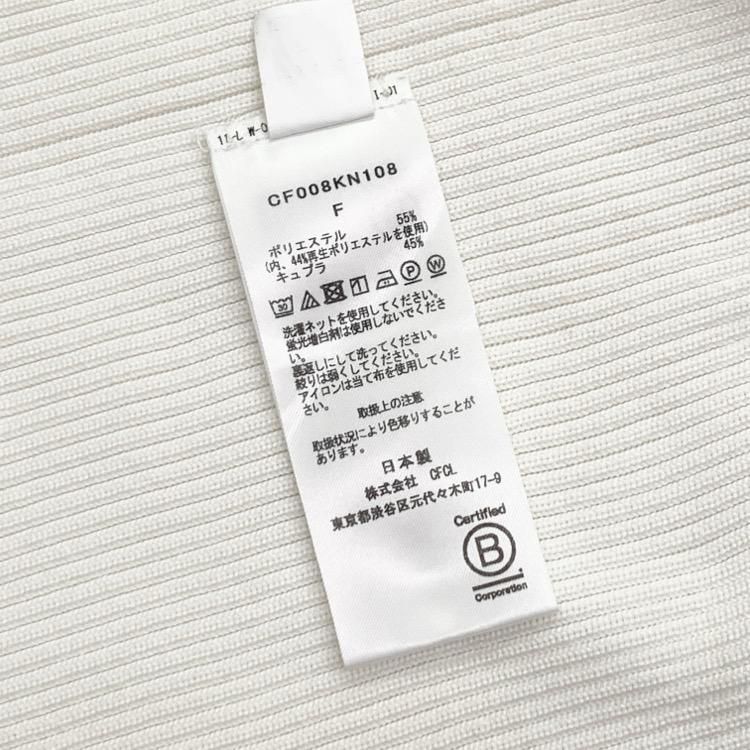 11-L W-0
I-01
CF008KN108
F
ポリエステル 55%
(内、44%再生ポリエステルを使用)
キュプラ 45%
30
P
W
洗濯ネットを使用してください。
蛍光増白剤は使用しないでくださ
い。
裏返しにして洗ってください。
絞りは弱くしてください。
アイロンは当て布を使用してくだ
さい。
取扱上の注意
取扱状況により色移りすることが
あります。
日本製
株式会社 CFCL
東京都渋谷区元代々木町17-9
Certified
B
Corporation